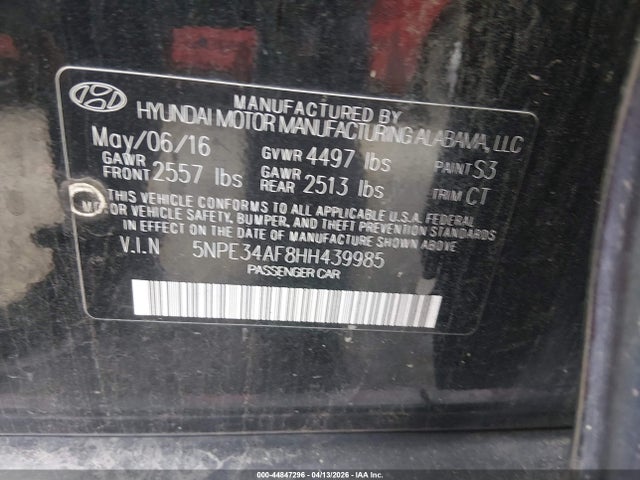 MANUFACTURED BY
HYUNDAI MOTOR MANUFACTURING ALABAMA, LLC
May/06/16 GVWR 4497 lbs PAINT S3
GAWR FRONT 2557 lbs GAWR REAR 2513 lbs TRIM CT
THIS VEHICLE CONFORMS TO ALL APPLICABLE U.S.A. FEDERAL
MOTOR VEHICLE SAFETY, BUMPER, AND THEFT PREVENTION STANDARDS
IN EFFECT ON THE DATE OF MANUFACTURE SHOWN ABOVE.
V.I.N 5NPE34AF8HH439985
PASSENGER CAR
000-44847296 - 04/13/2026 - IAA Inc.